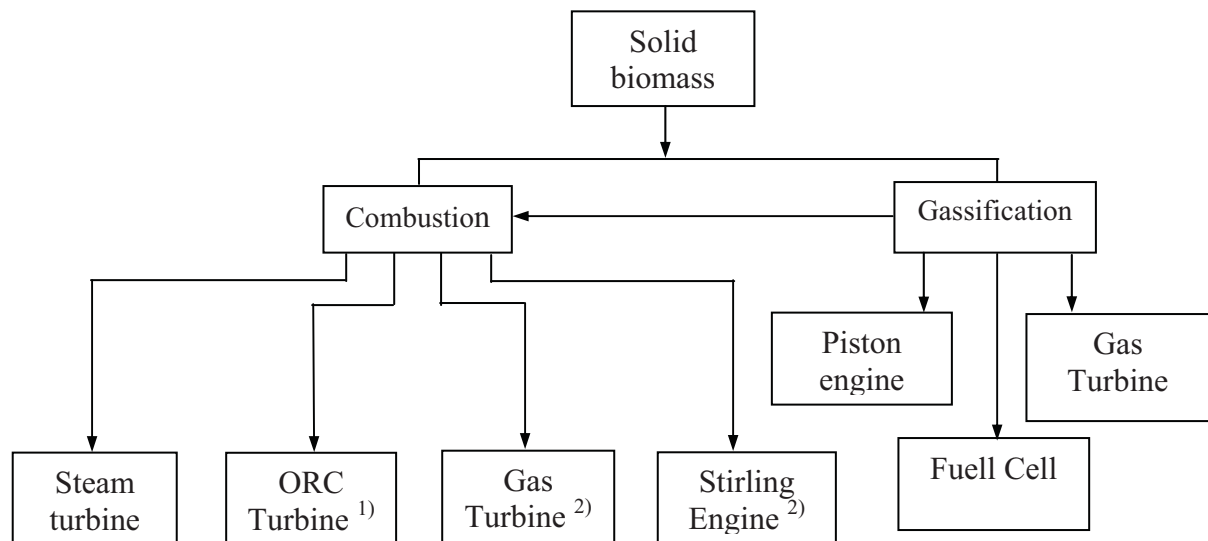 Solid
biomass
Combustion
Gassification
Piston
engine
Gas
Turbine
Steam
turbine
ORC
Turbine 1)
Gas
Turbine 2)
Stirling
Engine 2)
Fuell Cell